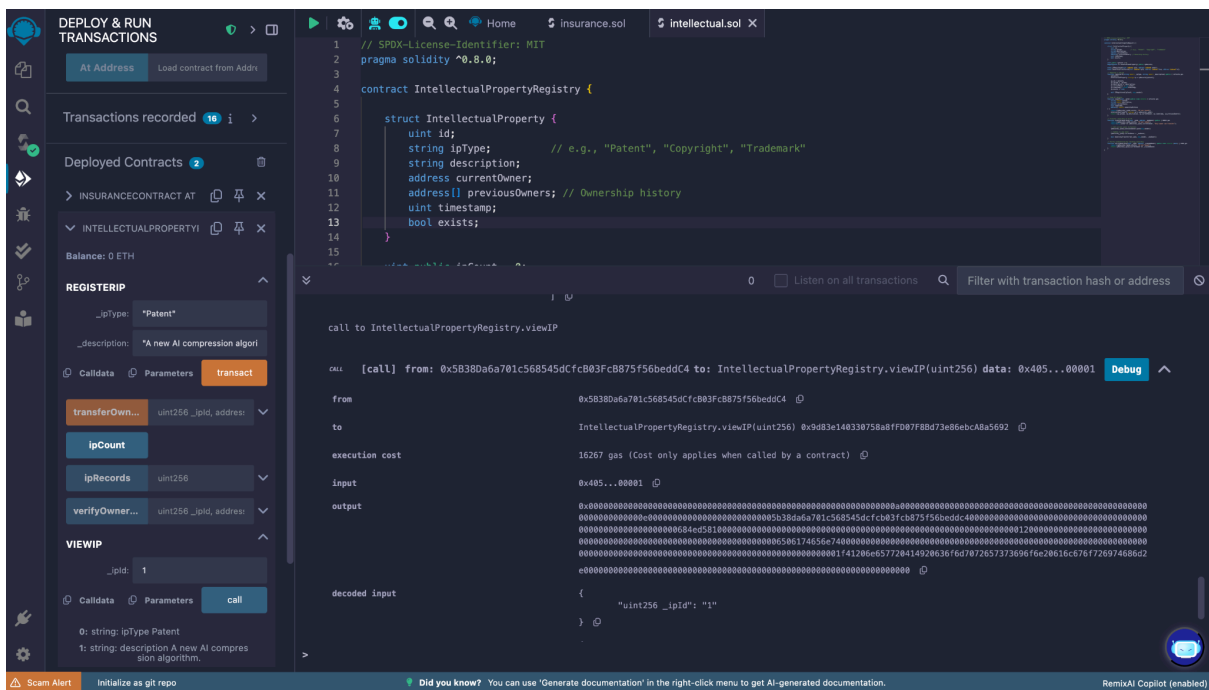 DEPLOY & RUN
TRANSACTIONS
At Address Load contract from Addre
Transactions recorded 16 i
Deployed Contracts 2
INSURANCECONTRACT AT
INTELLECTUALPROPERTYI
Balance: 0 ETH
REGISTERIP
_ipType: "Patent"
_description: "A new AI compression algori
Calldata Parameters transact
transferOwn... uint256 _ipId, address
ipCount
ipRecords uint256
verifyOwner... uint256 _ipId, address
VIEWIP
_ipId: 1
Calldata Parameters call
0: string: ipType Patent
1: string: description A new AI compres
sion algorithm.
Home insurance.sol intellectual.sol
1 // SPDX-License-Identifier: MIT
2 pragma solidity ^0.8.0;
3
4 contract IntellectualPropertyRegistry {
5
6 struct IntellectualProperty {
7 uint id;
8 string ipType; // e.g., "Patent", "Copyright", "Trademark"
9 string description;
10 address currentOwner;
11 address[] previousOwners; // Ownership history
12 uint timestamp;
13 bool exists;
14 }
15
0 Listen on all transactions Filter with transaction hash or address
] 
call to IntellectualPropertyRegistry.viewIP
CALL [call] from: 0x5B38Da6a701c568545dCfcB03FcB875f56beddC4 to: IntellectualPropertyRegistry.viewIP(uint256) data: 0x405...00001 Debug
from 0x5B38Da6a701c568545dCfcB03FcB875f56beddC4
to IntellectualPropertyRegistry.viewIP(uint256) 0x9d83e140330758a8fFD07F8Bd73e86ebcA8a5692
execution cost 16267 gas (Cost only applies when called by a contract)
input 0x405...00001
output
decoded input {
"uint256 _ipId": "1"
}
>
Scam Alert Initialize as git repo Did you know? You can use 'Generate documentation' in the right-click menu to get AI-generated documentation. RemixAI Copilot (enabled)